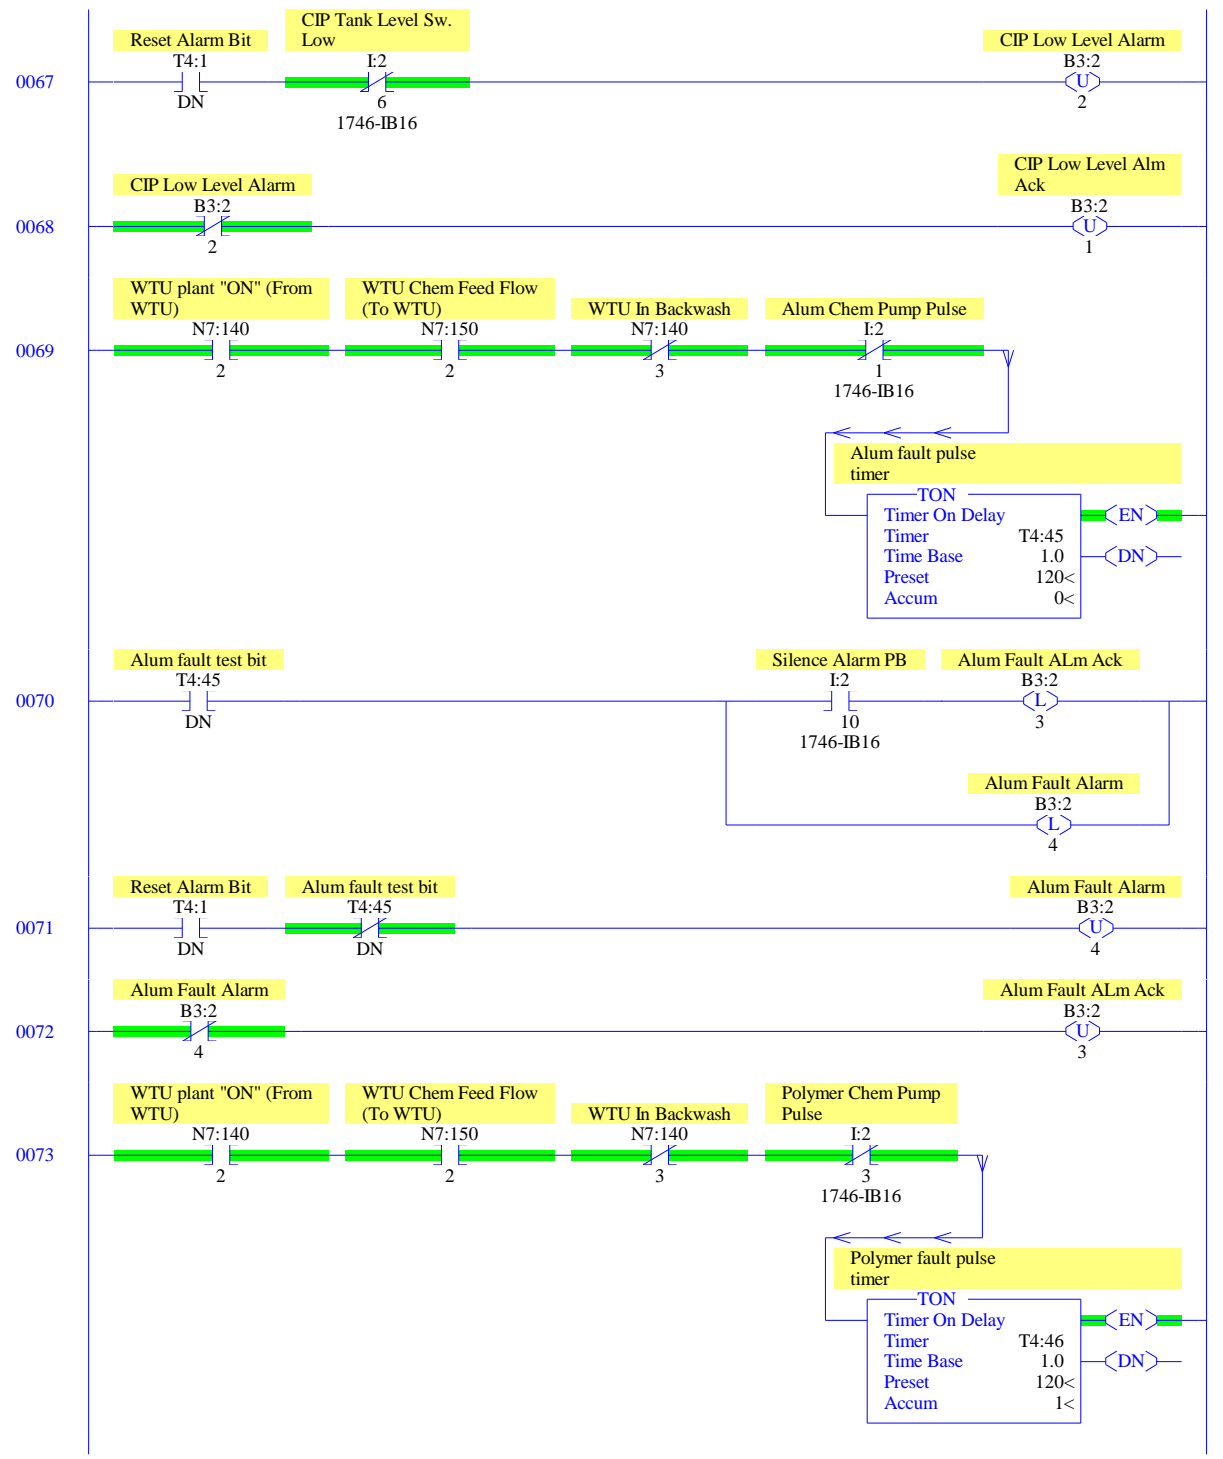 CIP Tank Level Sw.
Reset Alarm Bit Low CIP Low Level Alarm
T4:1 I:2 B3:2
0067 U
DN 6 2
1746-IB16
CIP Low Level Alm
CIP Low Level Alarm Ack
B3:2 B3:2
0068 U
2 1
WTU plant "ON" (From WTU Chem Feed Flow
WTU) (To WTU) WTU In Backwash Alum Chem Pump Pulse
N7:140 N7:150 N7:140 I:2
0069
2 2 3 1
1746-IB16
Alum fault pulse
timer
TON
Timer On Delay EN
Timer T4:45
Time Base 1.0 DN
Preset 120<
Accum 0<
Alum fault test bit Silence Alarm PB Alum Fault ALm Ack
T4:45 I:2 B3:2
0070 L
DN 10 3
1746-IB16
Alum Fault Alarm
B3:2
L
4
Reset Alarm Bit Alum fault test bit Alum Fault Alarm
T4:1 T4:45 B3:2
0071 U
DN DN 4
Alum Fault Alarm Alum Fault ALm Ack
B3:2 B3:2
0072 U
4 3
WTU plant "ON" (From WTU Chem Feed Flow Polymer Chem Pump
WTU) (To WTU) WTU In Backwash Pulse
N7:140 N7:150 N7:140 I:2
0073
2 2 3 3
1746-IB16
Polymer fault pulse
timer
TON
Timer On Delay EN
Timer T4:46
Time Base 1.0 DN
Preset 120<
Accum 1<